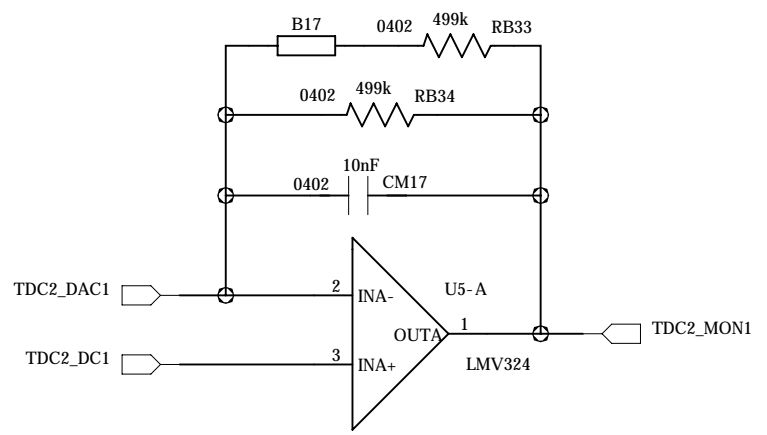 B17
0402 499k RB33
0402 499k RB34
0402 10nF CM17
TDC2_DAC1 2 INA- U5-A
OUTA 1 TDC2_MON1
TDC2_DC1 3 INA+ LMV324